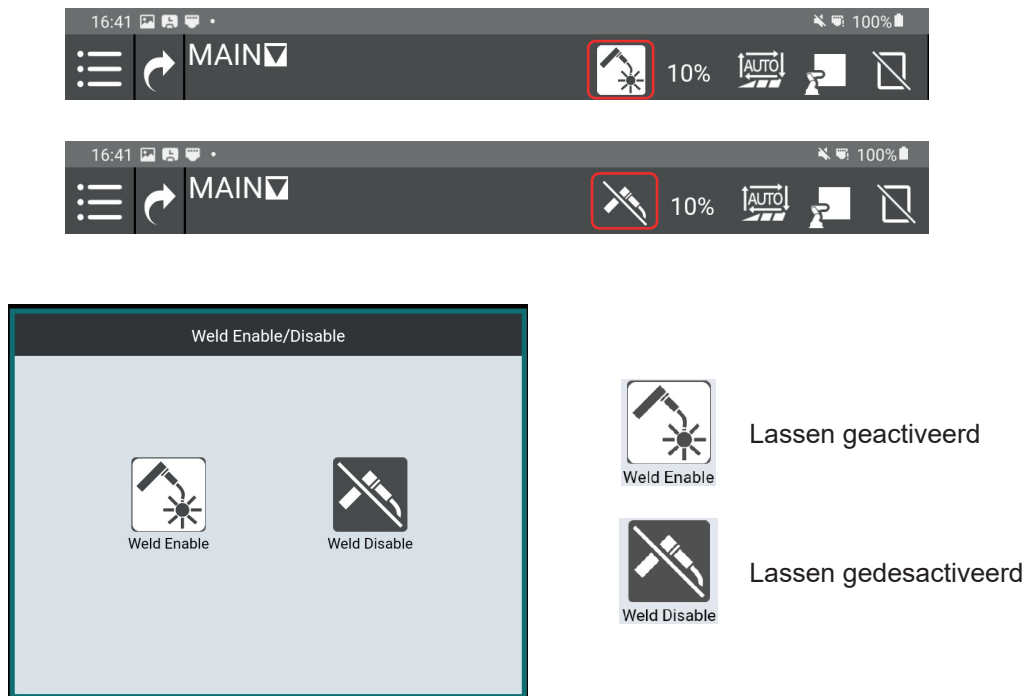 16:41
100%
MAIN
10%
AUTO
16:41
100%
MAIN
10%
AUTO
Weld Enable/Disable
Weld Enable
Weld Disable
Weld Enable
Lassen geactiveerd
Weld Disable
Lassen gedesactiveerd